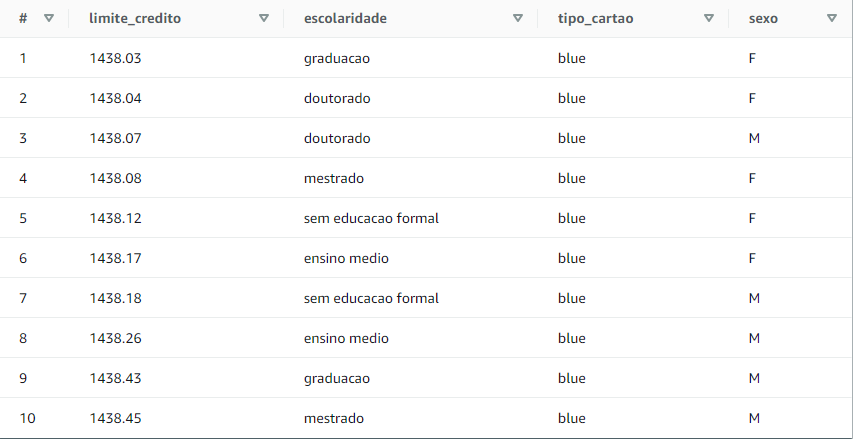 # limite_credito escolaridade tipo_cartao sexo
1 1438.03 graduacao blue F
2 1438.04 doutorado blue F
3 1438.07 doutorado blue M
4 1438.08 mestrado blue F
5 1438.12 sem educacao formal blue F
6 1438.17 ensino medio blue F
7 1438.18 sem educacao formal blue M
8 1438.26 ensino medio blue M
9 1438.43 graduacao blue M
10 1438.45 mestrado blue M